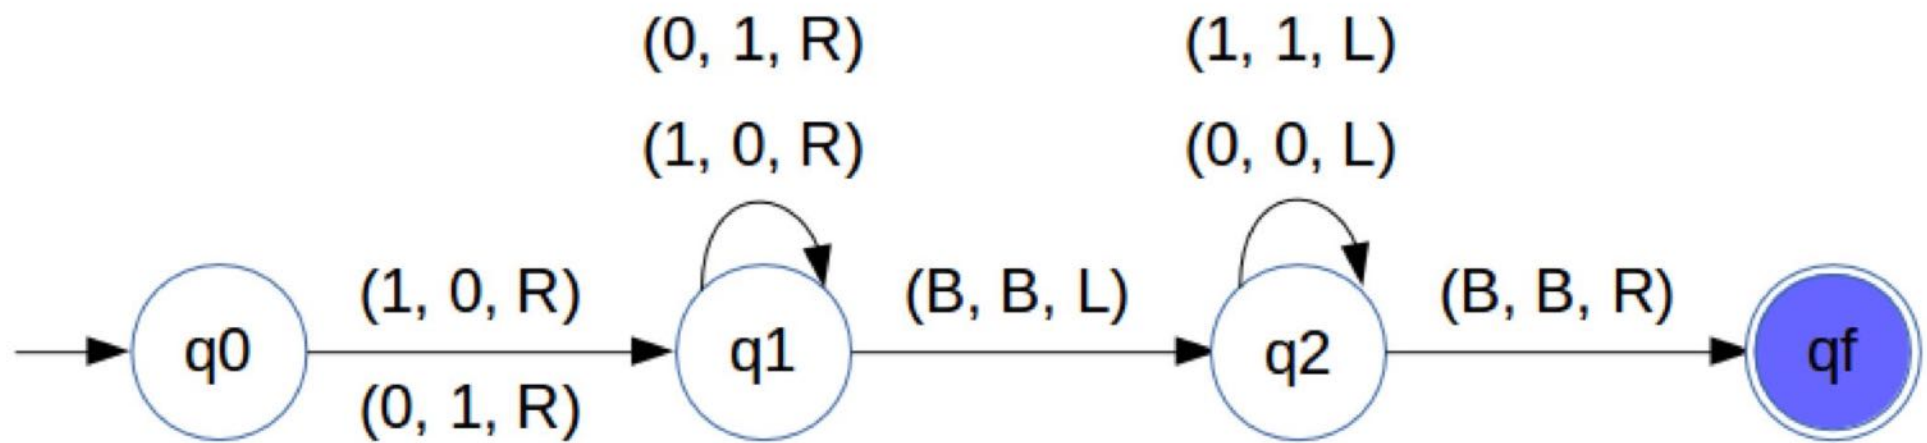 (0, 1, R)
(1, 1, L)
(1, 0, R)
(0, 0, L)
(1, 0, R)
(B, B, L)
(B, B, R)
q0
q1
q2
qf
(0, 1, R)